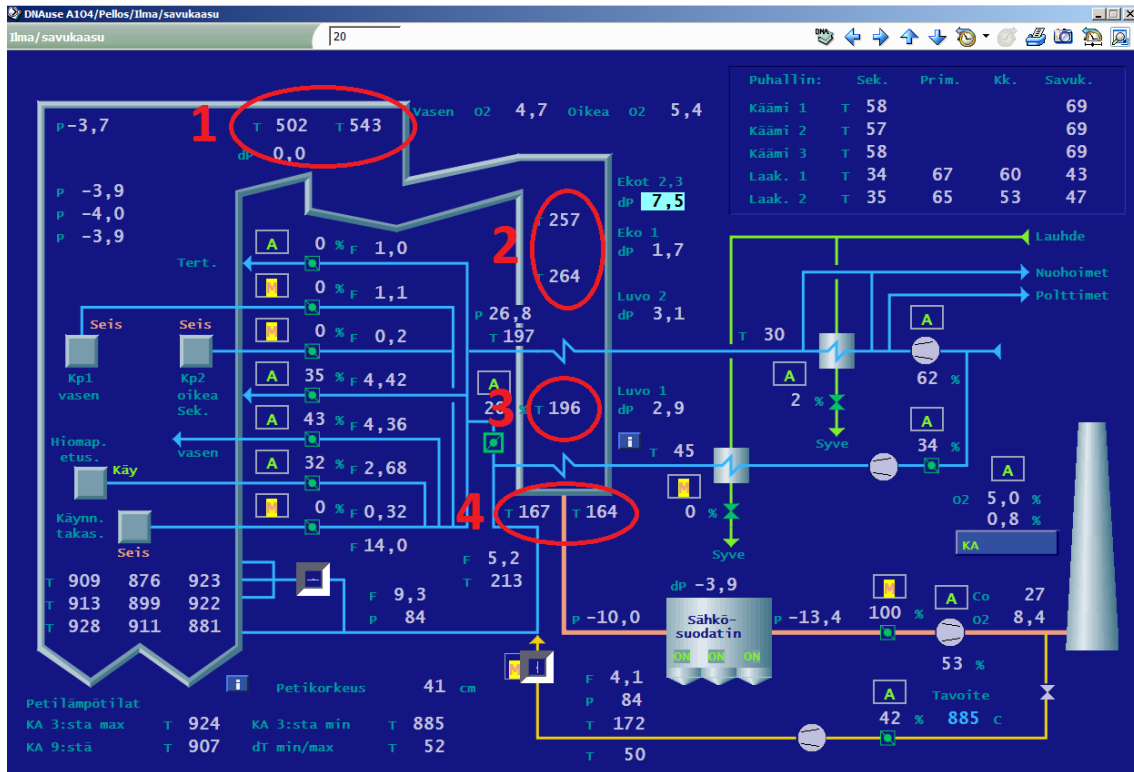 DNAuse A104/Pellos/Ilma/savukaasu
Ilma/savukaasu 20 DNA
Puhallin: Sek. Prim. Kk. Savuk.
Käämi 1 T 58 69
Käämi 2 T 57 69
Käämi 3 T 58 69
Laak. 1 T 34 67 60 43
Laak. 2 T 35 65 53 47
P -3,7
1
T 502 T 543
dP 0,0
Vasen O2 4,7 Oikea O2 5,4
P -3,9
P -4,0
P -3,9
2
T 257
T 264
Ekot 2,3
dP 7,5
Eko 1
dP 1,7
Luvo 2
dP 3,1
Lauhde
Nuohoimet
Polttimet
Tert.
A 0 % F 1,0
M 0 % F 1,1
M 0 % F 0,2
A 35 % F 4,42
A 43 % F 4,36
A 32 % F 2,68
M 0 % F 0,32
F 14,0
Seis Seis
Kp1
vasen
Kp2
oikea
Sek.
vasen
Hiomap.
etus.
Käy
Käynn.
takas.
Seis
P 26,8
T 197
A
26 %
3
T 196
Luvo 1
dP 2,9
i
T 30
A
2 %
Syve
A
62 %
A
34 %
T 45
M
0 %
Syve
4
T 167 T 164
A
O2 5,0 %
0,8 %
KA
F 5,2
T 213
T 909 876 923
T 913 899 922
T 928 911 881
F 9,3
P 84
dP -3,9
P -10,0
Sähkö-
suodatin
ON ON ON
P -13,4
M
100 %
A
53 %
Co 27
O2 8,4
M
F 4,1
P 84
T 172
T 50
A
42 %
Tavoite
885 C
i
Petikorkeus 41 cm
Petilämpötilat
KA 3:sta max T 924 KA 3:sta min T 885
KA 9:stä T 907 dT min/max T 52